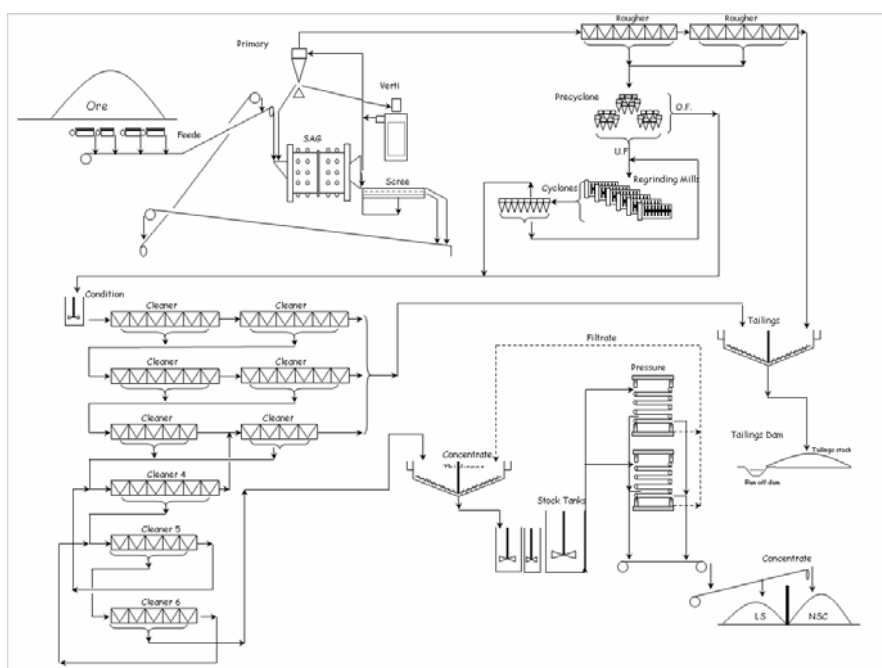 Rougher
Rougher
Primary
Verti
Ore
Precyclone
O.F.
Feede
SAG
U.F
Regrinding Mills
Cyclones
Scree
Condition
Cleaner
Cleaner
Tailings
Filtrate
Cleaner
Cleaner
Pressure
Cleaner
Cleaner
Tailings Dam
Tailings stock
Concentrate
Cleaner 4
Run off dam
Stock Tanks
Cleaner 5
Concentrate
Cleaner 6
LS
NSC